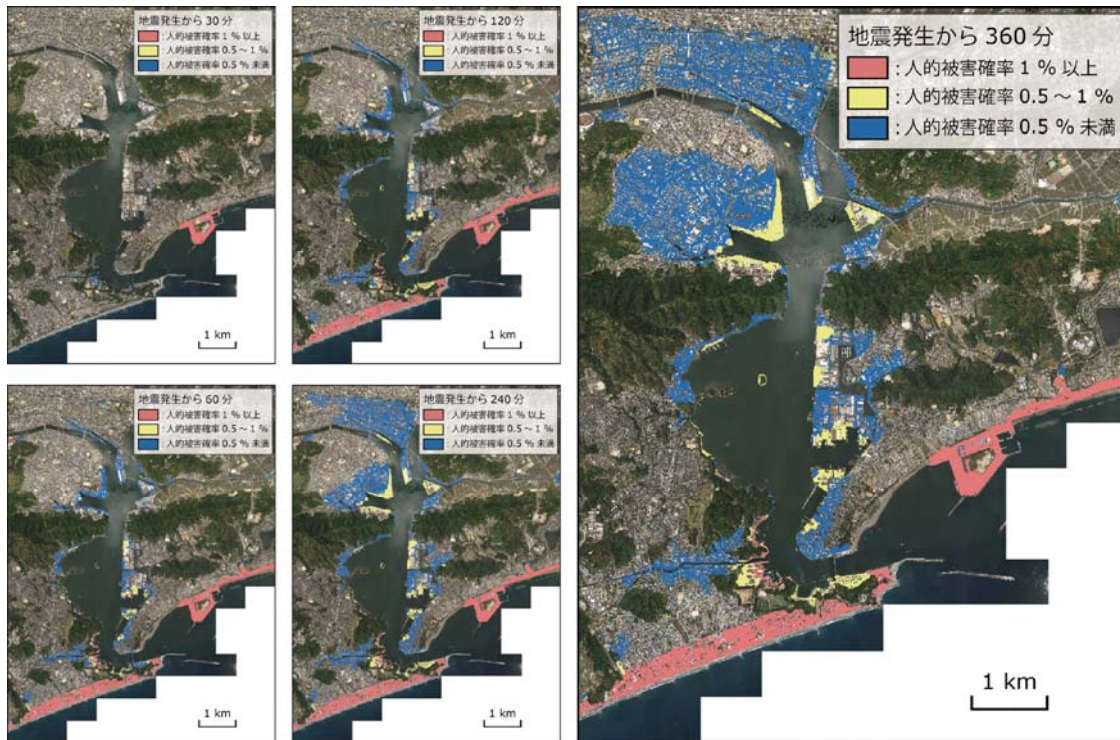 地震発生から 30 分
: 人的被害確率 1 % 以上
: 人的被害確率 0.5 ～ 1 %
: 人的被害確率 0.5 % 未満
1 km
地震発生から 120 分
: 人的被害確率 1 % 以上
: 人的被害確率 0.5 ～ 1 %
: 人的被害確率 0.5 % 未満
1 km
地震発生から 60 分
: 人的被害確率 1 % 以上
: 人的被害確率 0.5 ～ 1 %
: 人的被害確率 0.5 % 未満
1 km
地震発生から 240 分
: 人的被害確率 1 % 以上
: 人的被害確率 0.5 ～ 1 %
: 人的被害確率 0.5 % 未満
1 km
地震発生から 360 分
: 人的被害確率 1 % 以上
: 人的被害確率 0.5 ～ 1 %
: 人的被害確率 0.5 % 未満
1 km